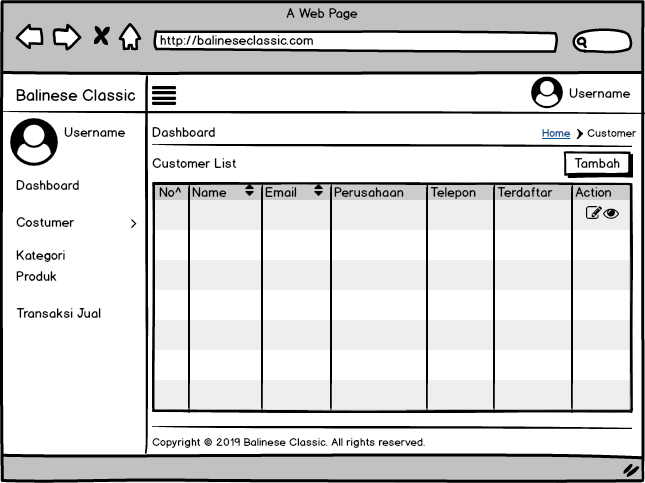 A Web Page
http://balineseclassic.com
Balinese Classic
Username
Username
Dashboard
Costumer
Kategori
Produk
Transaksi Jual
Dashboard
Home Customer
Customer List
Tambah
No^ Name Email Perusahaan Telepon Terdaftar Action
Copyright © 2019 Balinese Classic. All rights reserved.